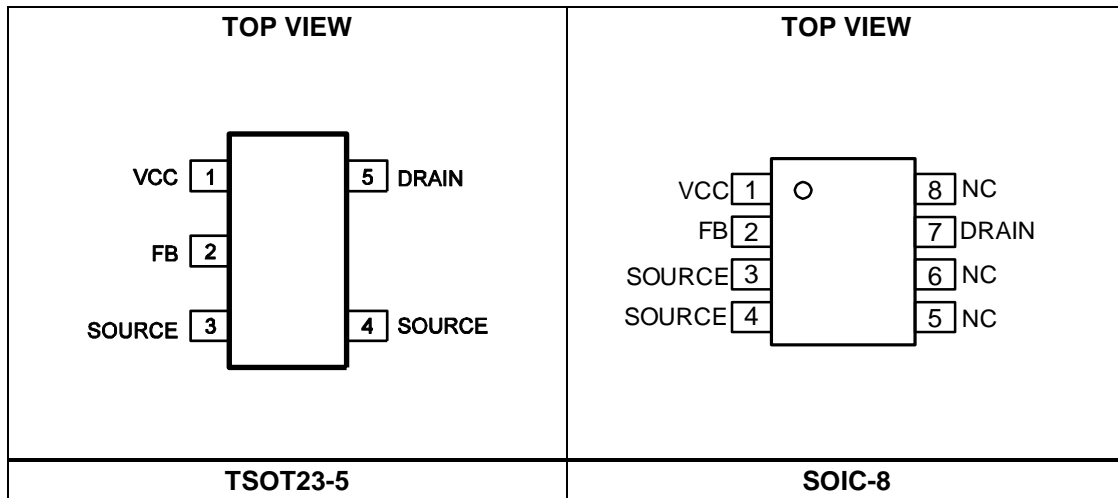 TOP VIEW
VCC 1 5 DRAIN
FB 2
SOURCE 3 4 SOURCE
TSOT23-5
TOP VIEW
VCC 1 8 NC
FB 2 7 DRAIN
SOURCE 3 6 NC
SOURCE 4 5 NC
SOIC-8